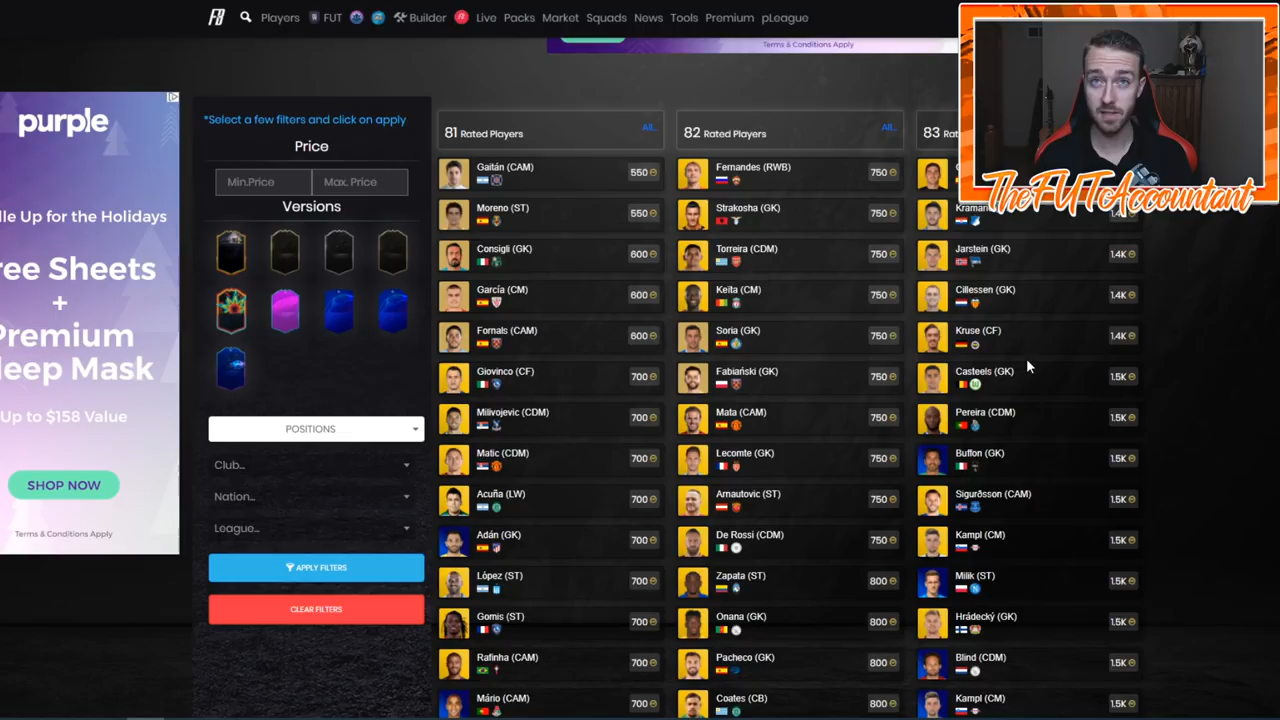 F8
Players
FUT
Builder
Live
Packs
Market
Squads
News
Tools
Premium
pLeague
Terms & Conditions Apply
purple
lle Up for the Holidays
ree Sheets
+
Premium
leep Mask
Up to $158 Value
SHOP NOW
Terms & Conditions Apply
*Select a few filters and click on apply
Price
Min.Price
Max. Price
Versions
POSITIONS
Club...
Nation...
League...
APPLY FILTERS
CLEAR FILTERS
81 Rated Players
All..
Gaitán (CAM) 550
Moreno (ST) 550
Consigli (GK) 600
García (CM) 600
Fornals (CAM) 600
Giovinco (CF) 700
Milivojevic (CDM) 700
Matic (CDM) 700
Acuña (LW) 700
Adán (GK) 700
López (ST) 700
Gomis (ST) 700
Rafinha (CAM) 700
Mário (CAM) 700
82 Rated Players
All..
Fernandes (RWB) 750
Strakosha (GK) 750
Torreira (CDM) 750
Keïta (CM) 750
Soria (GK) 750
Fabiański (GK) 750
Mata (CAM) 750
Lecomte (GK) 750
Arnautovic (ST) 750
De Rossi (CDM) 750
Zapata (ST) 800
Onana (GK) 800
Pacheco (GK) 800
Coates (CB) 800
83 Ra
Jarstein (GK) 1.4K
Cillessen (GK) 1.4K
Kruse (CF) 1.4K
Casteels (GK) 1.5K
Pereira (CDM) 1.5K
Buffon (GK) 1.5K
Sigurðsson (CAM) 1.5K
Kampl (CM) 1.5K
Milik (ST) 1.5K
Hrádecký (GK) 1.5K
Blind (CDM) 1.5K
Kampl (CM) 1.5K
TheFUTAccountant